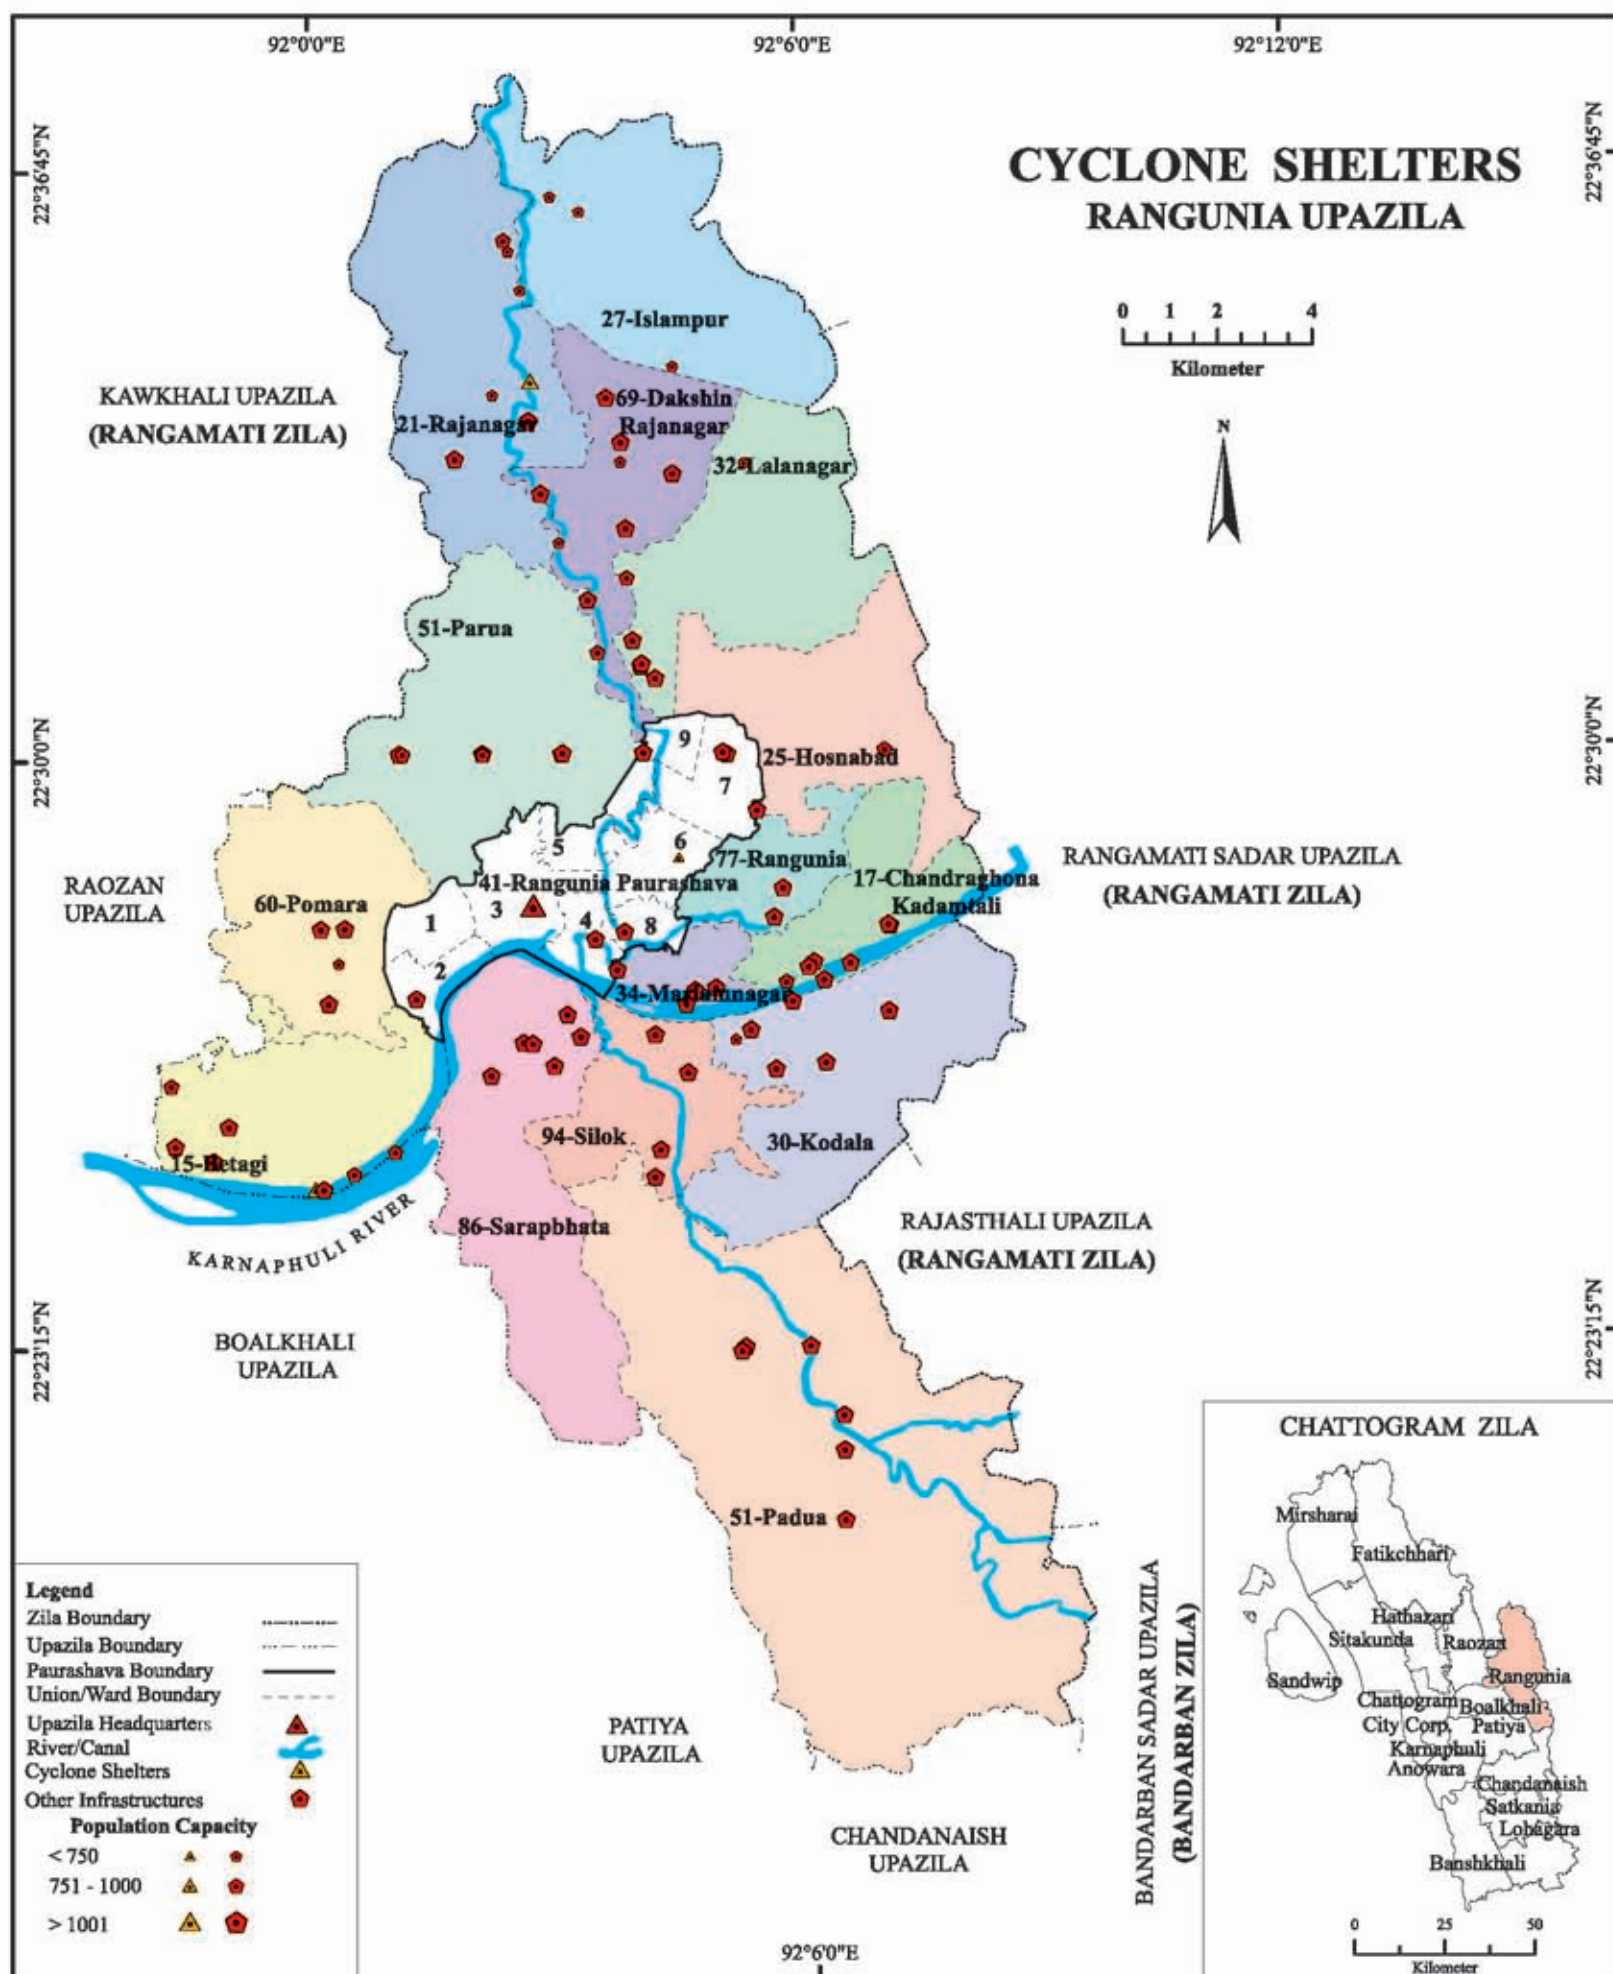 92°0'0"E
92°6'0"E
92°12'0"E
22°36'45"N
22°36'45"N
CYCLONE SHELTERS
RANGUNIA UPAZILA
0 1 2 4
Kilometer
N
27-Islampur
KAWKHALI UPAZILA
(RANGAMATI ZILA)
69-Dakshin
Rajanagar
21-Rajanagar
32-Lalanagar
51-Parua
22°30'0"N
22°30'0"N
9
25-Hosnabad
7
5
6
77-Rangunia
RANGAMATI SADAR UPAZILA
(RANGAMATI ZILA)
RAOZAN
UPAZILA
41-Rangunia Paurashava
17-Chandraghona
Kadamtali
60-Pomara
1
3
4
8
2
34-Mariamnagar
94-Silok
30-Kodala
15-Betagi
KARNAPHULI RIVER
86-Sarapbhata
RAJASTHALI UPAZILA
(RANGAMATI ZILA)
BOALKHALI
UPAZILA
22°23'15"N
22°23'15"N
51-Padua
PATIYA
UPAZILA
CHANDANAISH
UPAZILA
BANDARBAN SADAR UPAZILA
(BANDARBAN ZILA)
92°6'0"E
Legend
Zila Boundary
Upazila Boundary
Paurashava Boundary
Union/Ward Boundary
Upazila Headquarters
River/Canal
Cyclone Shelters
Other Infrastructures
Population Capacity
< 750
751 - 1000
> 1001
CHATTOGRAM ZILA
Mirsharai
Fatikchhari
Hathazari
Sitakunda
Raozan
Sandwip
Rangunia
Chattogram
City Corp.
Boalkhali
Patiya
Karnaphuli
Anowara
Chandanaish
Satkania
Lohagara
Banshkhali
0 25 50
Kilometer